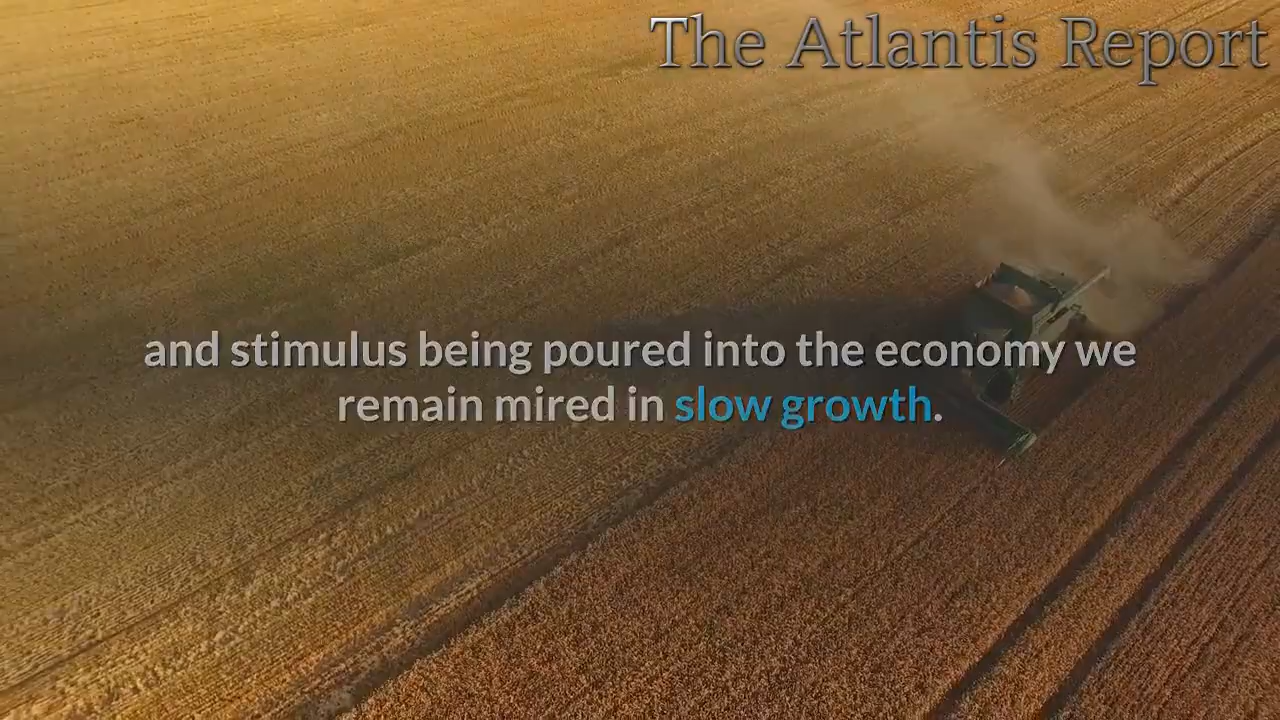 The Atlantis Report
and stimulus being poured into the economy we
remain mired in slow growth.